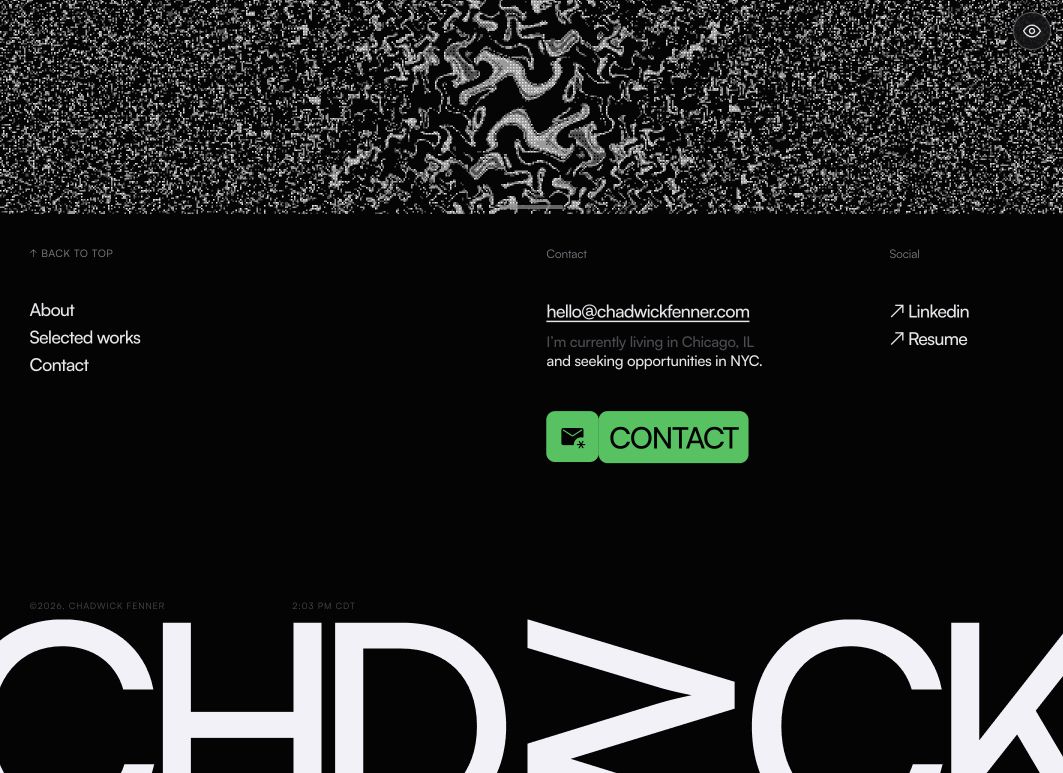 ↑ BACK TO TOP
About
Selected works
Contact
Contact
hello@chadwickfenner.com
I'm currently living in Chicago, IL
and seeking opportunities in NYC.
CONTACT
Social
↗ Linkedin
↗ Resume
©2026, CHADWICK FENNER
2:03 PM CDT
CHDWCK